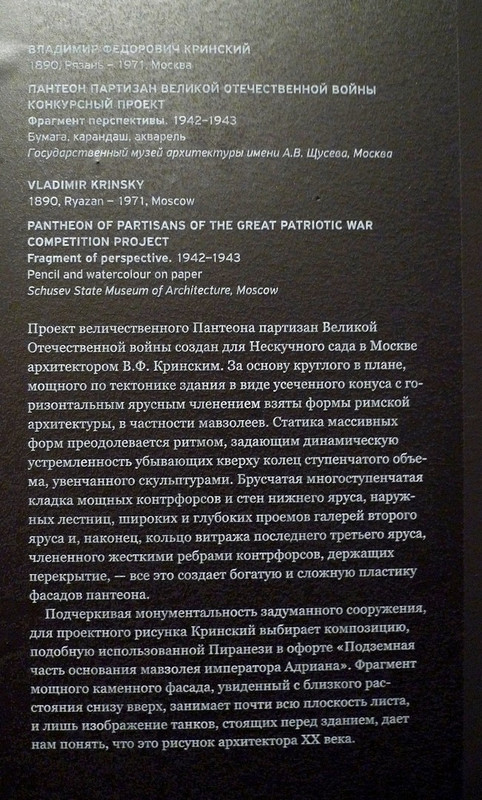 ВЛАДИМИР ФЕДОРОВИЧ КРИНСКИЙ
1890, Рязань – 1971, Москва
ПАНТЕОН ПАРТИЗАН ВЕЛИКОЙ ОТЕЧЕСТВЕННОЙ ВОЙНЫ
КОНКУРСНЫЙ ПРОЕКТ
Фрагмент перспективы. 1942–1943
Бумага, карандаш, акварель
Государственный музей архитектуры имени А.В. Щусева, Москва
VLADIMIR KRINSKY
1890, Ryazan – 1971, Moscow
PANTHEON OF PARTISANS OF THE GREAT PATRIOTIC WAR
COMPETITION PROJECT
Fragment of perspective. 1942–1943
Pencil and watercolour on paper
Schusev State Museum of Architecture, Moscow
Проект величественного Пантеона партизан Великой
Отечественной войны создан для Нескучного сада в Москве
архитектором В.Ф. Кринским. За основу круглого в плане,
мощного по тектонике здания в виде усеченного конуса с го-
ризонтальным ярусным членением взяты формы римской
архитектуры, в частности мавзолеев. Статика массивных
форм преодолевается ритмом, задающим динамическую
устремленность убывающих кверху колец ступенчатого объе-
ма, увенчанного скульптурами. Брусчатая многоступенчатая
кладка мощных контрфорсов и стен нижнего яруса, наруж-
ных лестниц, широких и глубоких проемов галерей второго
яруса и, наконец, кольцо витража последнего третьего яруса,
члененного жесткими ребрами контрфорсов, держащих
перекрытие, — все это создает богатую и сложную пластику
фасадов пантеона.
Подчеркивая монументальность задуманного сооружения,
для проектного рисунка Кринский выбирает композицию,
подобную использованной Пиранези в офорте «Подземная
часть основания мавзолея императора Адриана». Фрагмент
мощного каменного фасада, увиденный с близкого рас-
стояния снизу вверх, занимает почти всю плоскость листа,
и лишь изображение танков, стоящих перед зданием, дает
нам понять, что это рисунок архитектора XX века.